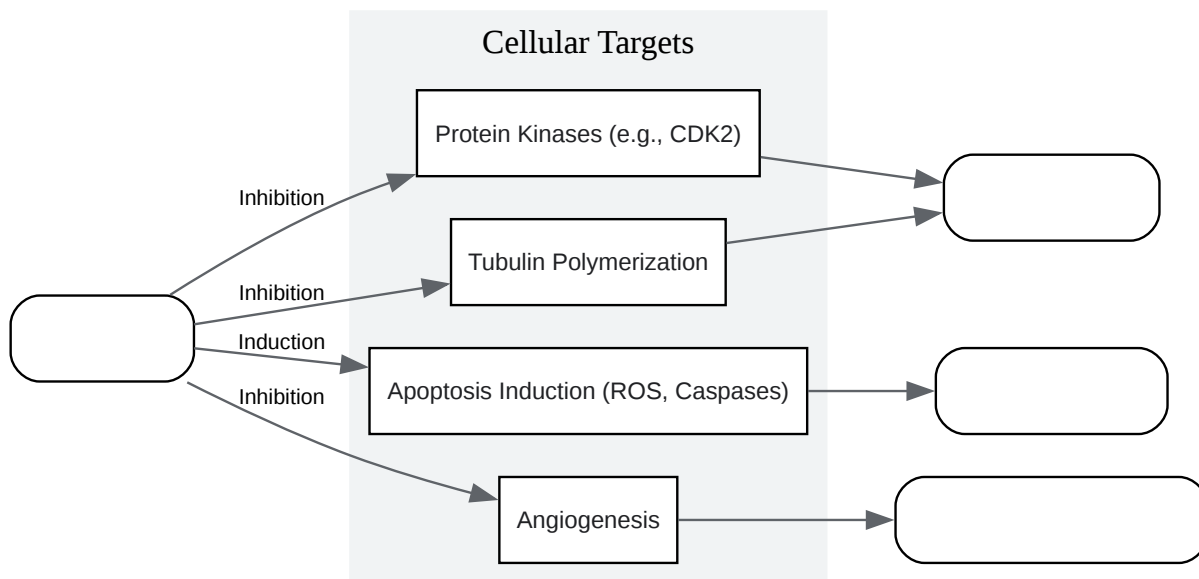 Cellular Targets
Protein Kinases (e.g., CDK2)
Inhibition
Tubulin Polymerization
Inhibition
Induction
Apoptosis Induction (ROS, Caspases)
Inhibition
Angiogenesis